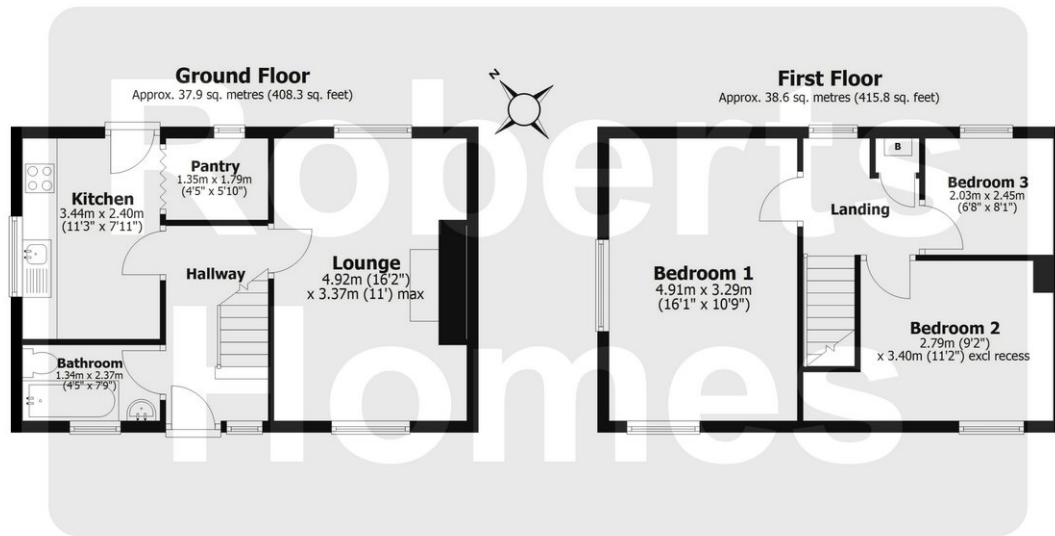 Roberts
Homes
Ground Floor
Approx. 37.9 sq. metres (408.3 sq. feet)
Kitchen
3.44m x 2.40m
(11'3" x 7'11")
Pantry
1.35m x 1.79m
(4'5" x 5'10")
Hallway
Lounge
4.92m (16'2")
x 3.37m (11') max
Bathroom
1.34m x 2.37m
(4'5" x 7'9")
N
First Floor
Approx. 38.6 sq. metres (415.8 sq. feet)
B
Bedroom 3
2.03m x 2.45m
(6'8" x 8'1")
Landing
Bedroom 1
4.91m x 3.29m
(16'1" x 10'9")
Bedroom 2
2.79m (9'2")
x 3.40m (11'2") excl recess